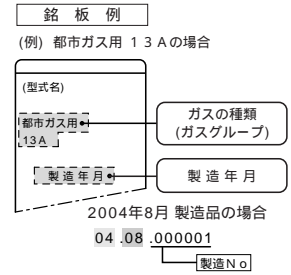 銘 板 例
(例) 都市ガス用 13Aの場合
(型式名)
都市ガス用
13A
ガスの種類
(ガスグループ)
製造年月
製造年月
2004年8月 製造品の場合
04.08.000001
製造No